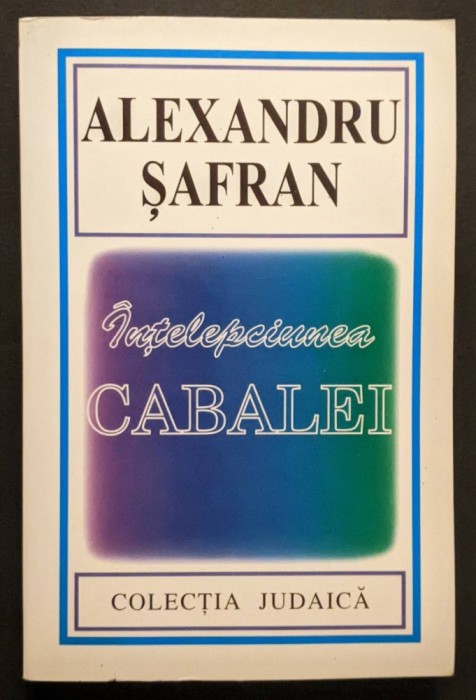 ALEXANDRU
ȘAFRAN
Înțelepciunea
CABALEI
COLECȚIA JUDAICĂ